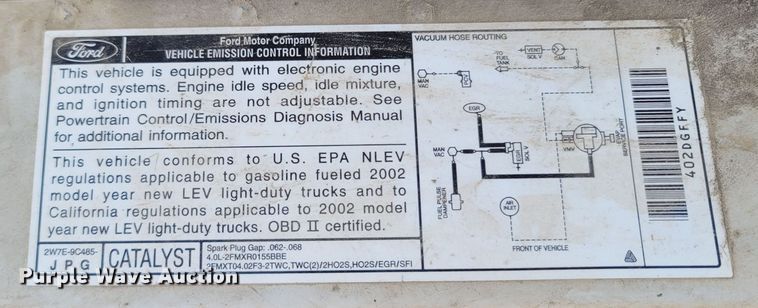 Ford
Ford Motor Company
VEHICLE EMISSION CONTROL INFORMATION
This vehicle is equipped with electronic engine
control systems. Engine idle speed, idle mixture,
and ignition timing are not adjustable. See
Powertrain Control/Emissions Diagnosis Manual
for additional information.
This vehicle conforms to U.S. EPA NLEV
regulations applicable to gasoline fueled 2002
model year new LEV light-duty trucks and to
California regulations applicable to 2002 model
year new LEV light-duty trucks. OBD II certified.
2W7E-9C485-
J P G
CATALYST
Spark Plug Gap: .062-.068
4.0L-2FMXR0155BBE
2FMXT04.02F3-2TWC,TWC(2)/2HO2S,HO2S/EGR/SFI
VACUUM HOSE ROUTING
MAN
VAC
PCV
TO
FUEL
TANK
VENT
SOL V
CAN
EGR
MAN
VAC
EGR
SOL V
VMV
EVAP
SERVICE PORT
FUEL PULSE
DAMPENER
AIR
INLET
FRONT OF VEHICLE
402DGFFY
Purple Wave Auction